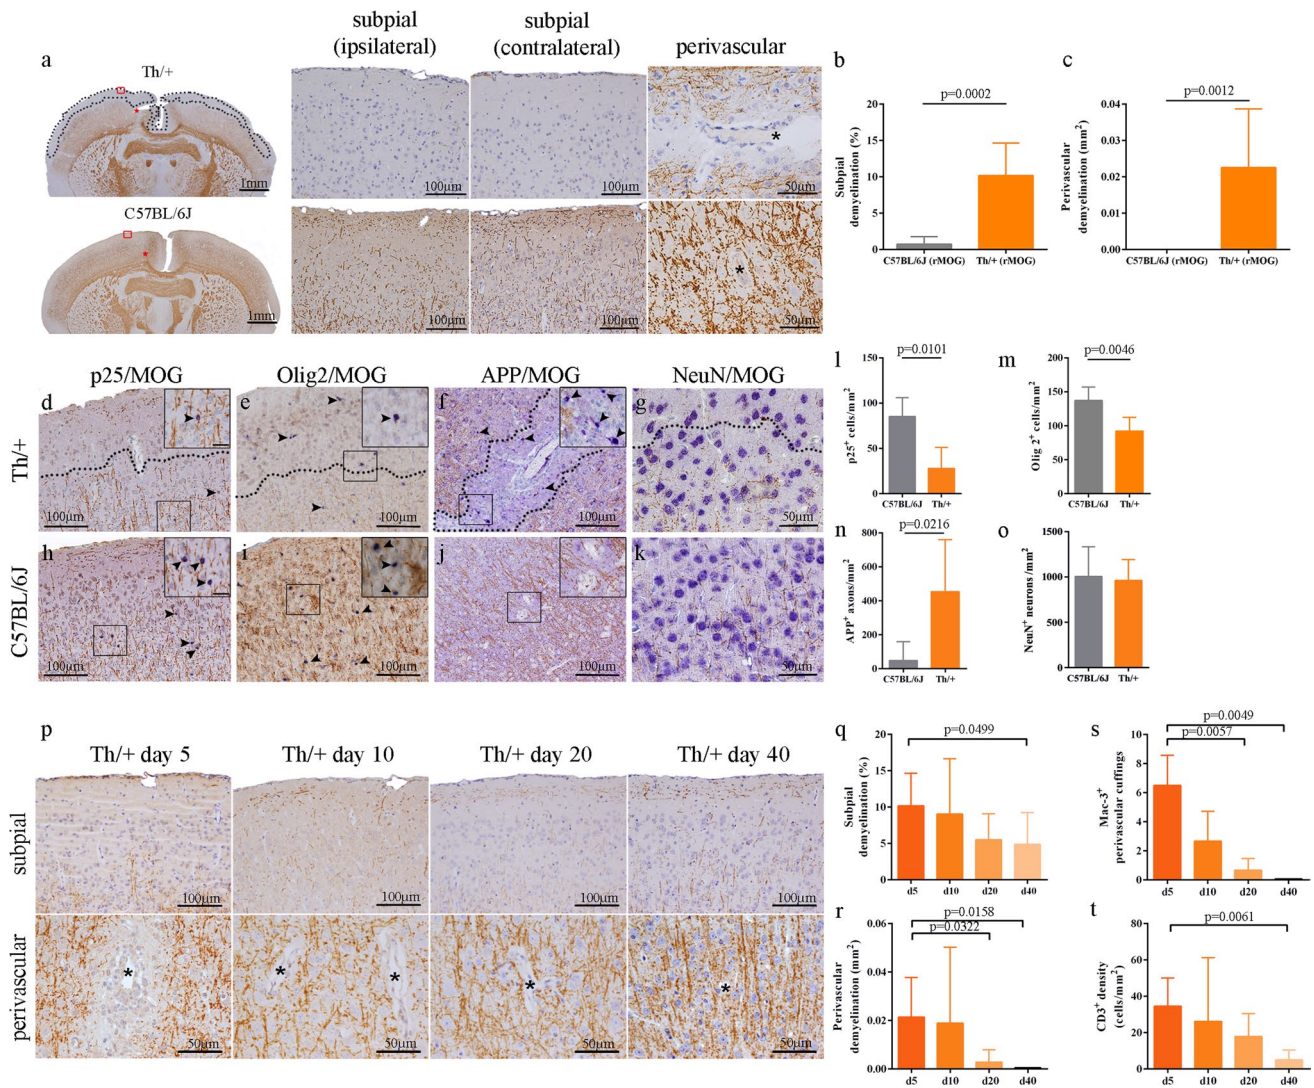 subpial
(ipsilateral)
subpial
(contralateral)
perivascular
a
Th/+
1mm
100µm
100µm
*
50µm
C57BL/6J
1mm
100µm
100µm
*
50µm
b
p=0.0002
Subpial
demyelination (%)
20
15
10
5
0
C57BL/6J (rMOG)
Th/+ (rMOG)
c
p=0.0012
Perivascular
demyelination (mm²)
0.04
0.03
0.02
0.01
0.00
C57BL/6J (rMOG)
Th/+ (rMOG)
p25/MOG
Olig2/MOG
APP/MOG
NeuN/MOG
Th/+
d
100µm
e
100µm
f
100µm
g
50µm
C57BL/6J
h
100µm
i
100µm
j
100µm
k
50µm
l
p=0.0101
p25⁺ cells/mm²
150
100
50
0
C57BL/6J
Th/+
m
p=0.0046
Olig 2⁺ cells/mm²
200
150
100
50
0
C57BL/6J
Th/+
n
p=0.0216
APP⁺ axons/mm²
800
600
400
200
0
C57BL/6J
Th/+
o
NeuN⁺ neurons /mm²
1500
1000
500
0
C57BL/6J
Th/+
p
Th/+ day 5
Th/+ day 10
Th/+ day 20
Th/+ day 40
subpial
100µm
100µm
100µm
100µm
perivascular
*
50µm
*
*
50µm
*
50µm
*
50µm
q
p=0.0499
Subpial
demyelination (%)
20
15
10
5
0
d5
d10
d20
d40
s
p=0.0049
p=0.0057
Mac-3⁺
perivascular cuffings
10
8
6
4
2
0
d5
d10
d20
d40
r
p=0.0158
p=0.0322
Perivascular
demyelination (mm²)
0.06
0.04
0.02
0.00
d5
d10
d20
d40
t
p=0.0061
CD3⁺ density
(cells/mm²)
80
60
40
20
0
d5
d10
d20
d40